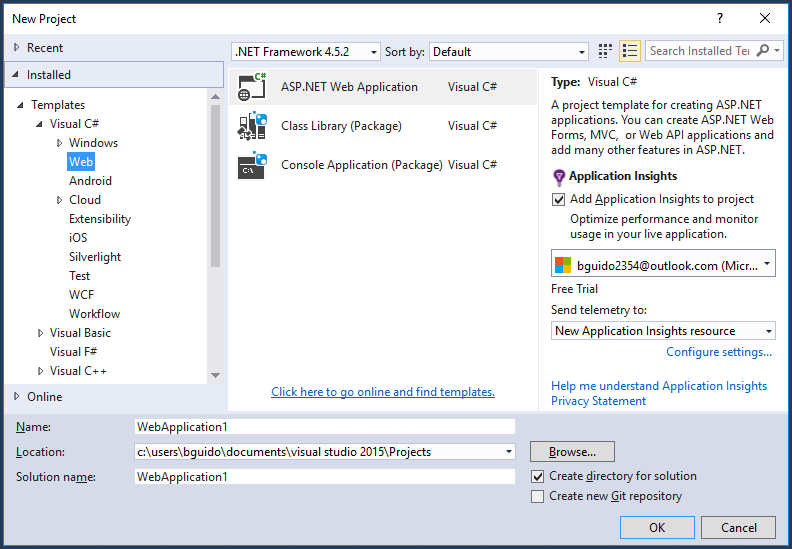 New Project
? 
Recent
.NET Framework 4.5.2
Sort by:
Default
Search Installed Te
Installed
Templates
Visual C#
Windows
Web
Android
Cloud
Extensibility
iOS
Silverlight
Test
WCF
Workflow
Visual Basic
Visual F#
Visual C++
Online
C#
ASP.NET Web Application
Visual C#
Class Library (Package)
Visual C#
C:\
Console Application (Package)
Visual C#
Click here to go online and find templates.
Type: Visual C#
A project template for creating ASP.NET
applications. You can create ASP.NET Web
Forms, MVC, or Web API applications and
add many other features in ASP.NET.
Application Insights
Add Application Insights to project
Optimize performance and monitor
usage in your live application.
bguido2354@outlook.com (Micr...
Free Trial
Send telemetry to:
New Application Insights resource
Configure settings...
Help me understand Application Insights
Privacy Statement
Name:
WebApplication1
Location:
c:\users\bguido\documents\visual studio 2015\Projects
Browse...
Solution name:
WebApplication1
Create directory for solution
Create new Git repository
OK
Cancel